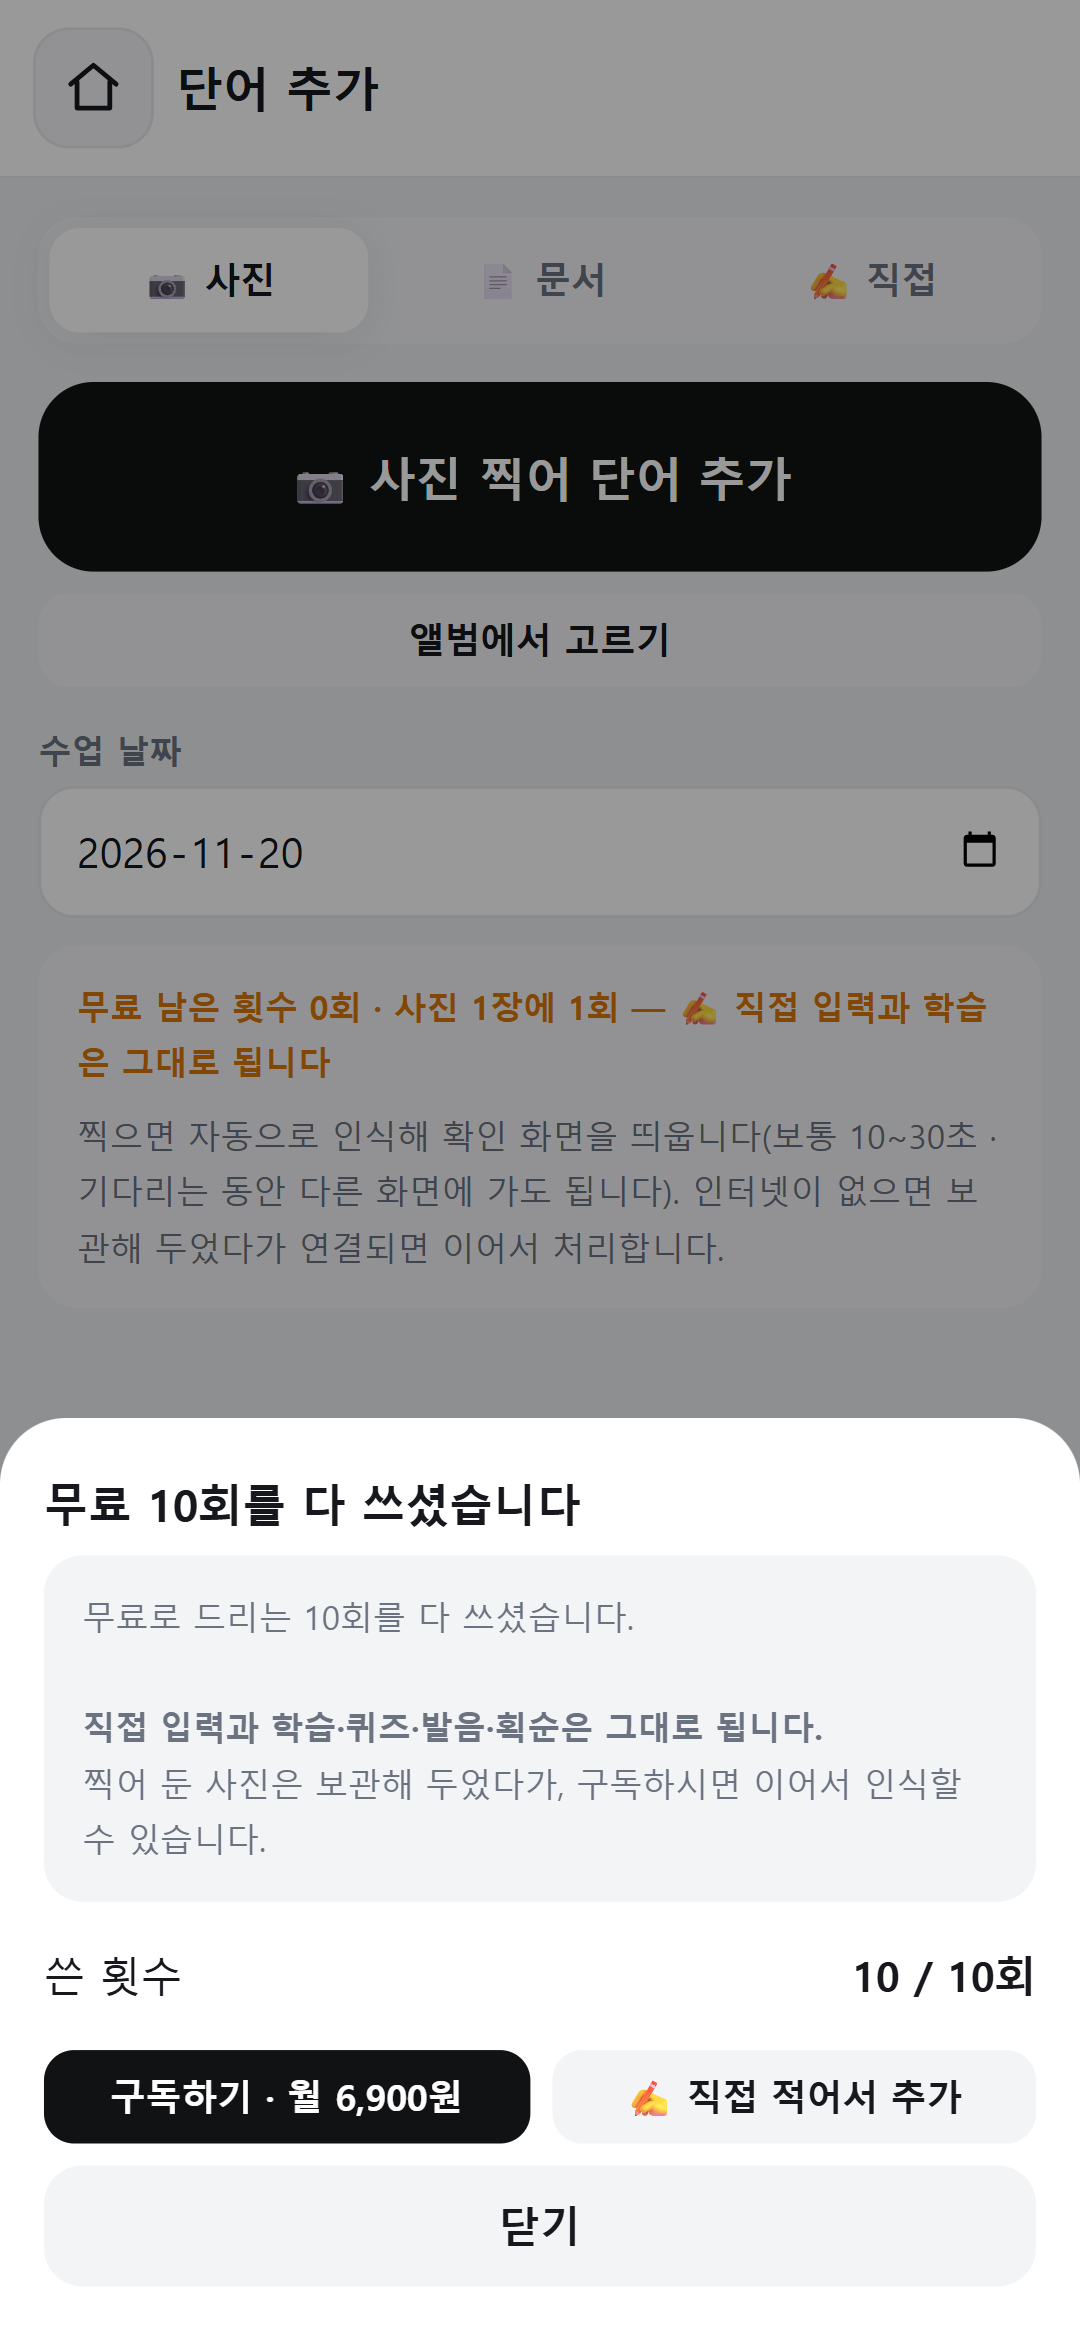 단어 추가
📷 사진
📄 문서
✍️ 직접
📷 사진 찍어 단어 추가
앨범에서 고르기
수업 날짜
2026-11-20
무료 남은 횟수 0회 · 사진 1장에 1회 — ✍️ 직접 입력과 학습
은 그대로 됩니다
찍으면 자동으로 인식해 확인 화면을 띄웁니다(보통 10~30초 ·
기다리는 동안 다른 화면에 가도 됩니다). 인터넷이 없으면 보
관해 두었다가 연결되면 이어서 처리합니다.
무료 10회를 다 쓰셨습니다
무료로 드리는 10회를 다 쓰셨습니다.
직접 입력과 학습·퀴즈·발음·획순은 그대로 됩니다.
찍어 둔 사진은 보관해 두었다가, 구독하시면 이어서 인식할
수 있습니다.
쓴 횟수
10 / 10회
구독하기 · 월 6,900원
✍️ 직접 적어서 추가
닫기